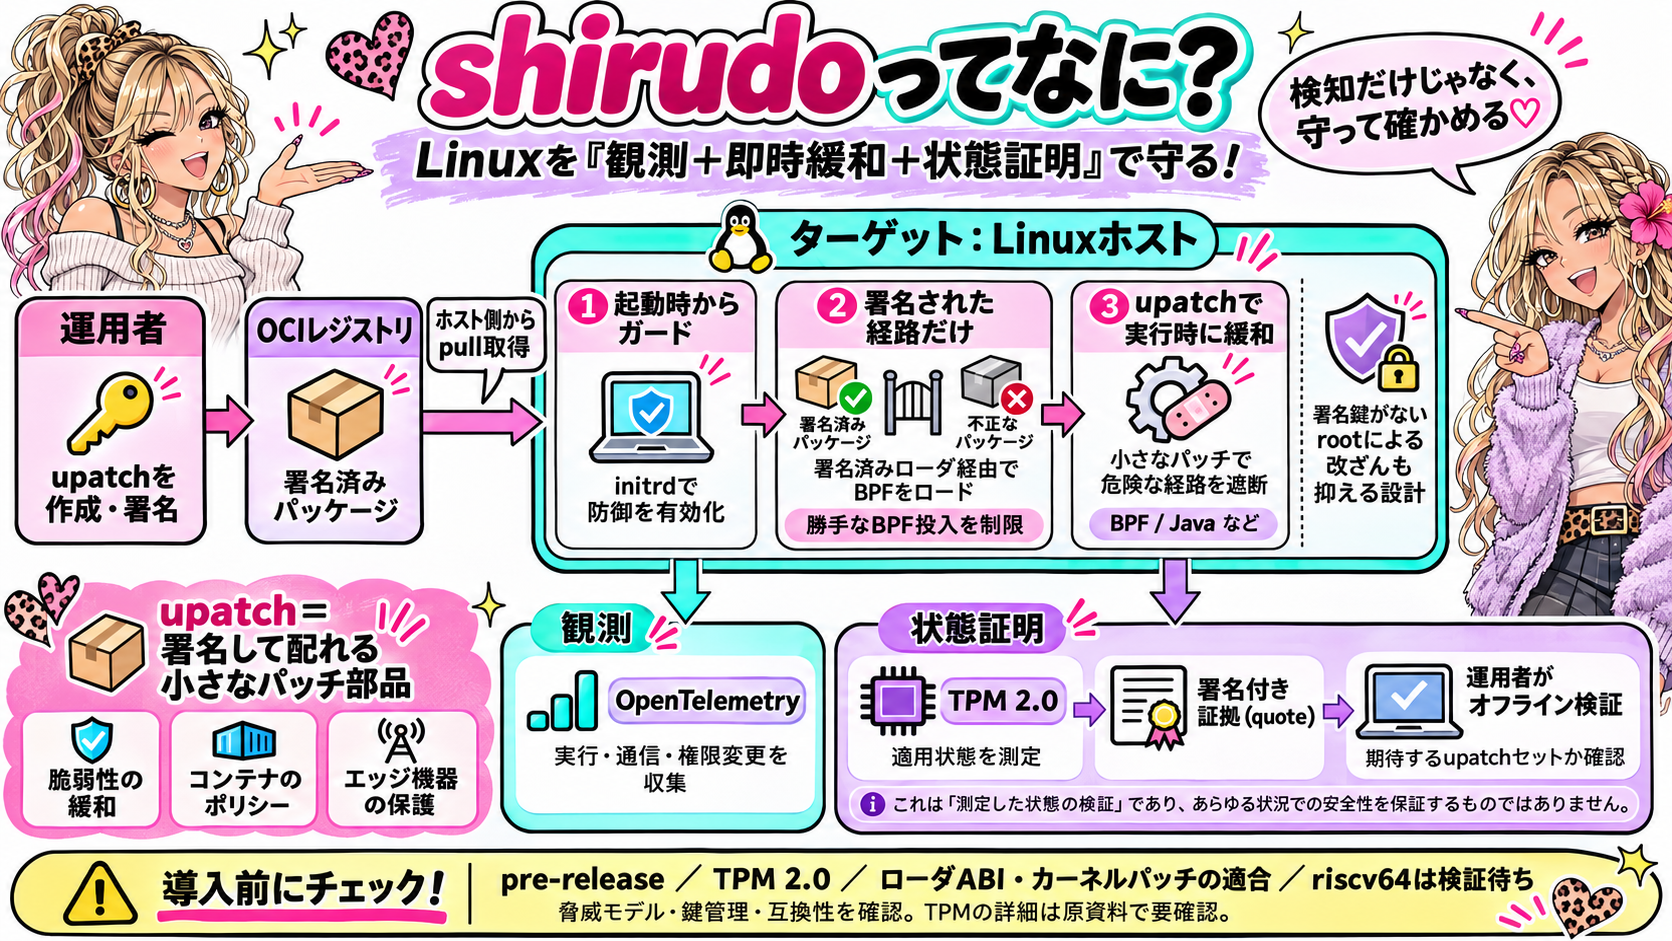 shirudoってなに?
Linuxを『観測＋即時緩和＋状態証明』で守る!
検知だけじゃなく、
守って確かめる♡
ターゲット：Linuxホスト
運用者
upatchを
作成・署名
OCIレジストリ
署名済み
パッケージ
ホスト側から
pull取得
1 起動時から
ガード
initrdで
防御を有効化
2 署名された
経路だけ
署名済み
パッケージ
不正な
パッケージ
署名済みローダ経由で
BPFをロード
勝手なBPF投入を制限
3 upatchで
実行時に緩和
小さなパッチで
危険な経路を遮断
BPF / Java など
署名鍵がない
rootによる
改ざんも
抑える設計
upatch＝
署名して配れる
小さなパッチ部品
脆弱性の
緩和
コンテナの
ポリシー
エッジ機器
の保護
観測
OpenTelemetry
実行・通信・権限変更を
収集
状態証明
TPM 2.0
適用状態を測定
署名付き
証拠(quote)
運用者が
オフライン検証
期待するupatchセットか確認
i これは「測定した状態の検証」であり、あらゆる状況での安全性を保証するものではありません。
導入前にチェック!
pre-release ／ TPM 2.0 ／ ローダABI・カーネルパッチの適合 ／ riscv64は検証待ち
脅威モデル・鍵管理・互換性を確認。TPMの詳細は原資料で要確認。